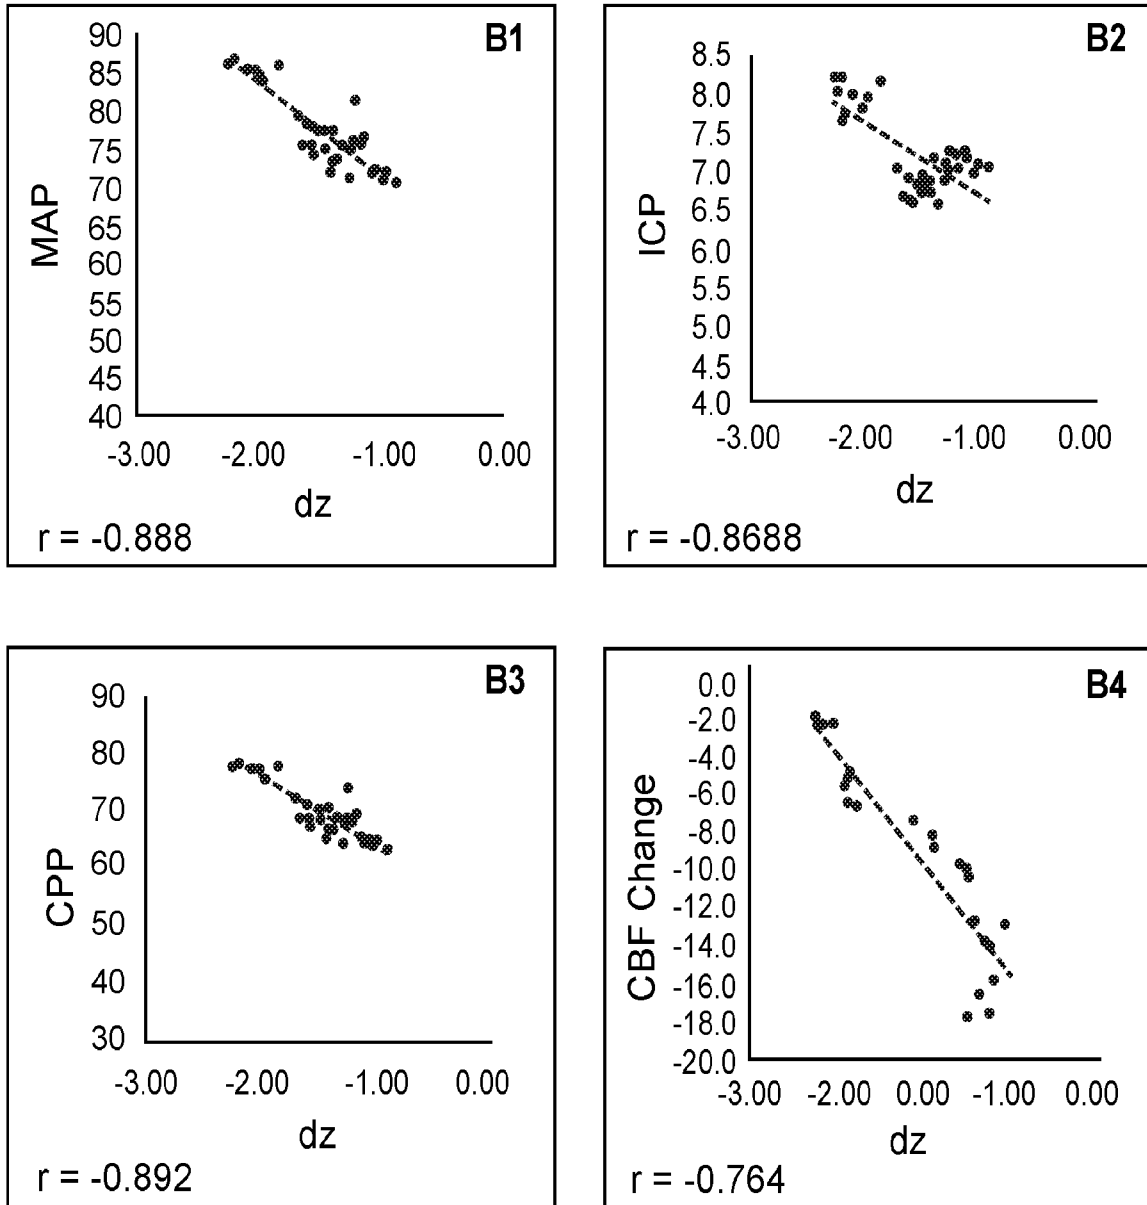 B1
90
85
80
75
70
65
60
55
50
45
40
MAP
-3.00 -2.00 -1.00 0.00
dz
r = -0.888
B2
8.5
8.0
7.5
7.0
6.5
6.0
5.5
5.0
4.5
4.0
ICP
-3.00 -2.00 -1.00 0.00
dz
r = -0.8688
B3
90
80
70
60
50
40
30
CPP
-3.00 -2.00 -1.00 0.00
dz
r = -0.892
B4
0.0
-2.0
-4.0
-6.0
-8.0
-10.0
-12.0
-14.0
-16.0
-18.0
-20.0
CBF Change
-3.00 -2.00 0.00 -1.00 0.00
dz
r = -0.764